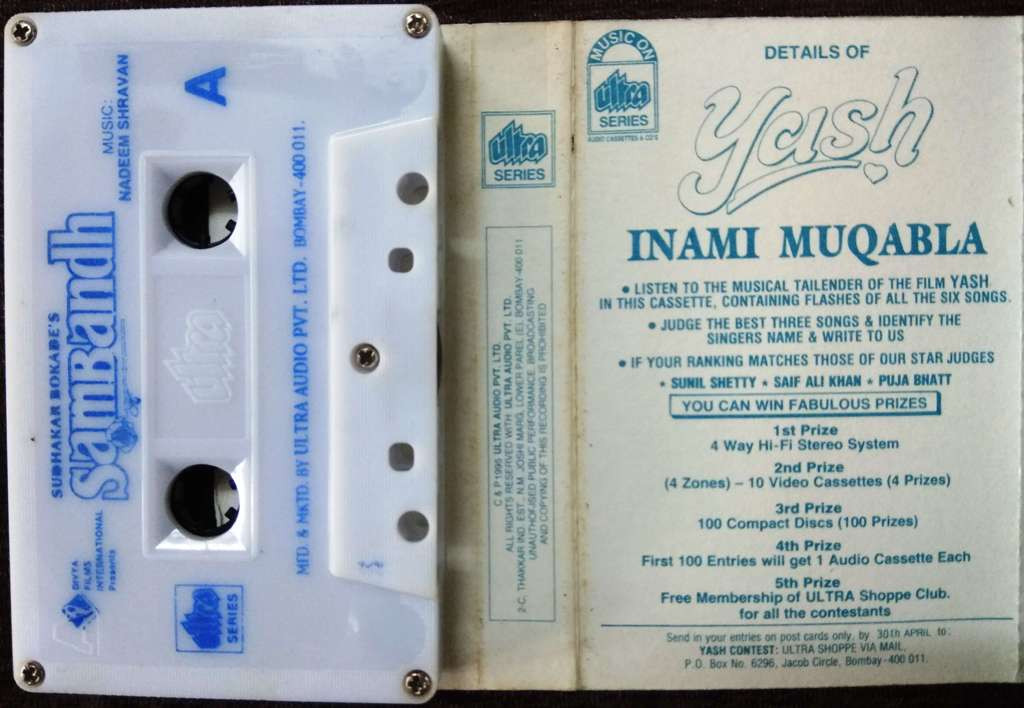 SUDHAKAR BOKADE'S
SamBandh
MUSIC:
NADEEM SHRAVAN
A
DIVYA
FILMS
INTERNATIONAL
Presents
ultra
ultra
SERIES
MFD. & MKTD. BY ULTRA AUDIO PVT. LTD. BOMBAY-400 011.
ultra
SERIES
C & P 1995 ULTRA AUDIO PVT. LTD.
ALL RIGHTS RESERVED WITH ULTRA AUDIO PVT. LTD.
2-C, THAKKAR IND. EST., N.M. JOSHI MARG, LOWER PAREL (E), BOMBAY-400 011
UNAUTHORISED PUBLIC PERFORMANCE, BROADCASTING
AND COPYING OF THIS RECORDING IS PROHIBITED
MUSIC ON
ultra
SERIES
AUDIO CASSETTES & CD'S
DETAILS OF
Yash
INAMI MUQABLA
• LISTEN TO THE MUSICAL TAILENDER OF THE FILM YASH
IN THIS CASSETTE, CONTAINING FLASHES OF ALL THE SIX SONGS.
• JUDGE THE BEST THREE SONGS & IDENTIFY THE
SINGERS NAME & WRITE TO US
• IF YOUR RANKING MATCHES THOSE OF OUR STAR JUDGES
• SUNIL SHETTY • SAIF ALI KHAN • PUJA BHATT
YOU CAN WIN FABULOUS PRIZES
1st Prize
4 Way Hi-Fi Stereo System
2nd Prize
(4 Zones) – 10 Video Cassettes (4 Prizes)
3rd Prize
100 Compact Discs (100 Prizes)
4th Prize
First 100 Entries will get 1 Audio Cassette Each
5th Prize
Free Membership of ULTRA Shoppe Club.
for all the contestants
Send in your entries on post cards only, by 30th APRIL to:
YASH CONTEST: ULTRA SHOPPE VIA MAIL,
P.O. Box No. 6296, Jacob Circle, Bombay-400 011.